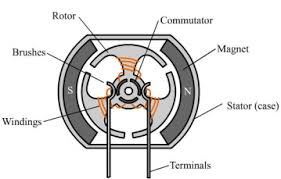 Rotor
Commutator
Brushes
Magnet
S
N
Stator (case)
Windings
Terminals